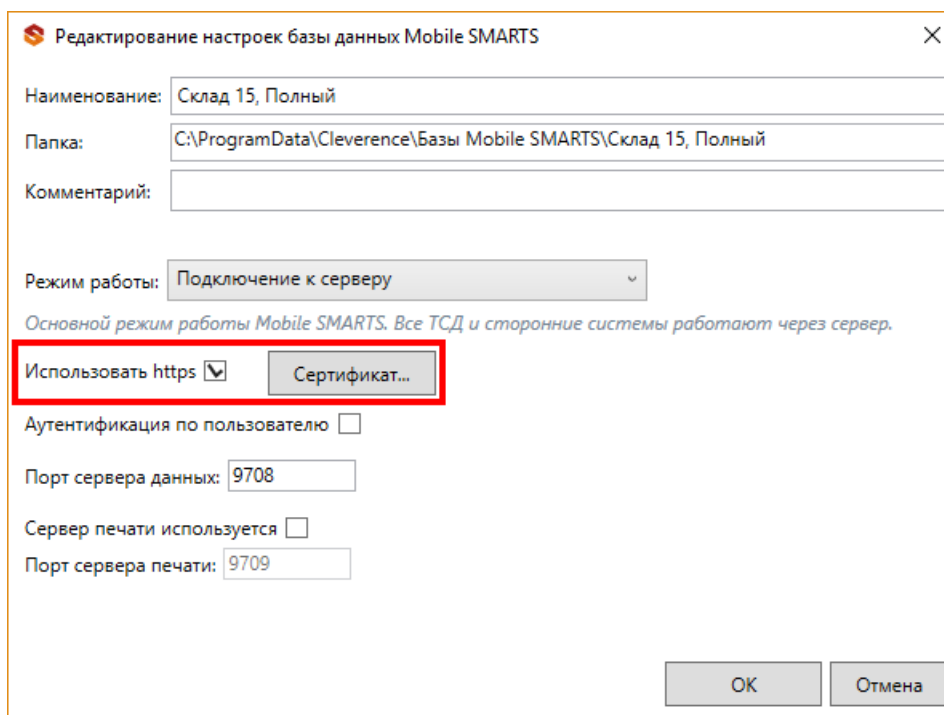 Редактирование настроек базы данных Mobile SMARTS
Наименование: Склад 15, Полный
Папка: C:\ProgramData\Cleverence\Базы Mobile SMARTS\Склад 15, Полный
Комментарий:
Режим работы: Подключение к серверу
Основной режим работы Mobile SMARTS. Все ТСД и сторонние системы работают через сервер.
Использовать https Сертификат...
Аутентификация по пользователю
Порт сервера данных: 9708
Сервер печати используется
Порт сервера печати: 9709
ОК Отмена